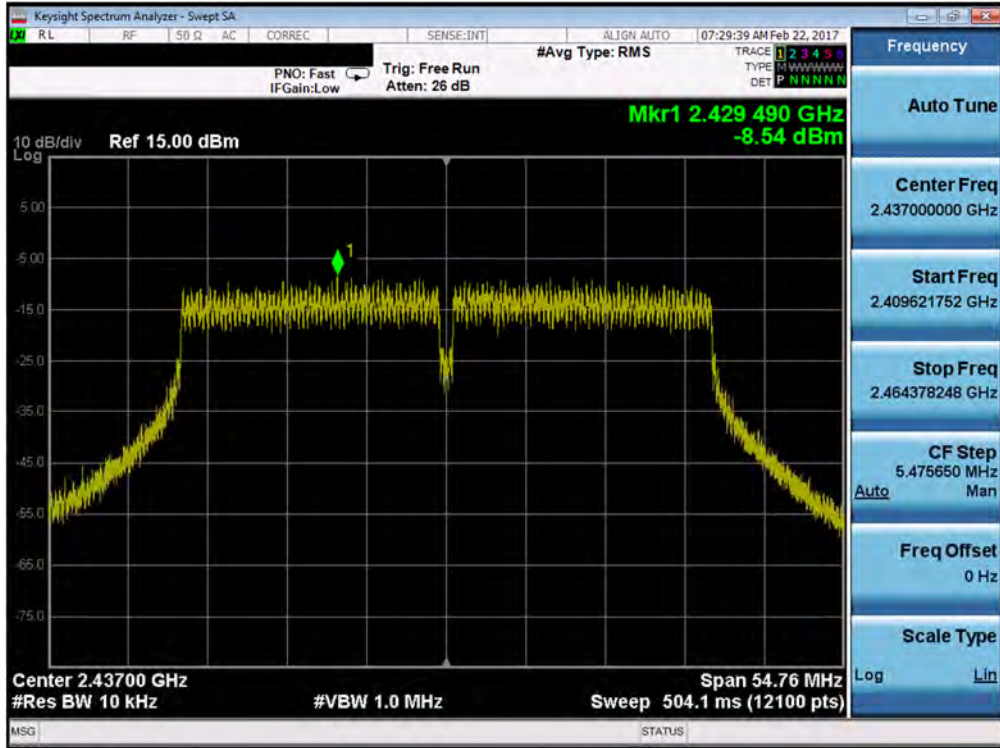 Keysight Spectrum Analyzer - Swept SA
LXI RL RF 50 Ω AC CORREC SENSE:INT ALIGN AUTO 07:29:39 AM Feb 22, 2017
#Avg Type: RMS
TRACE 1 2 3 4 5 6
PNO: Fast Trig: Free Run
TYPE M WWWWW
IFGain:Low Atten: 26 dB
DET P N N N N N
Mkr1 2.429 490 GHz
-8.54 dBm
10 dB/div Ref 15.00 dBm
Log
5.00
1
-5.00
-15.0
-25.0
-35.0
-45.0
-55.0
-65.0
-75.0
Center 2.43700 GHz Span 54.76 MHz
#Res BW 10 kHz #VBW 1.0 MHz Sweep 504.1 ms (12100 pts)
MSG STATUS
Frequency
Auto Tune
Center Freq
2.437000000 GHz
Start Freq
2.409621752 GHz
Stop Freq
2.464378248 GHz
CF Step
5.475650 MHz
Auto Man
Freq Offset
0 Hz
Scale Type
Log Lin